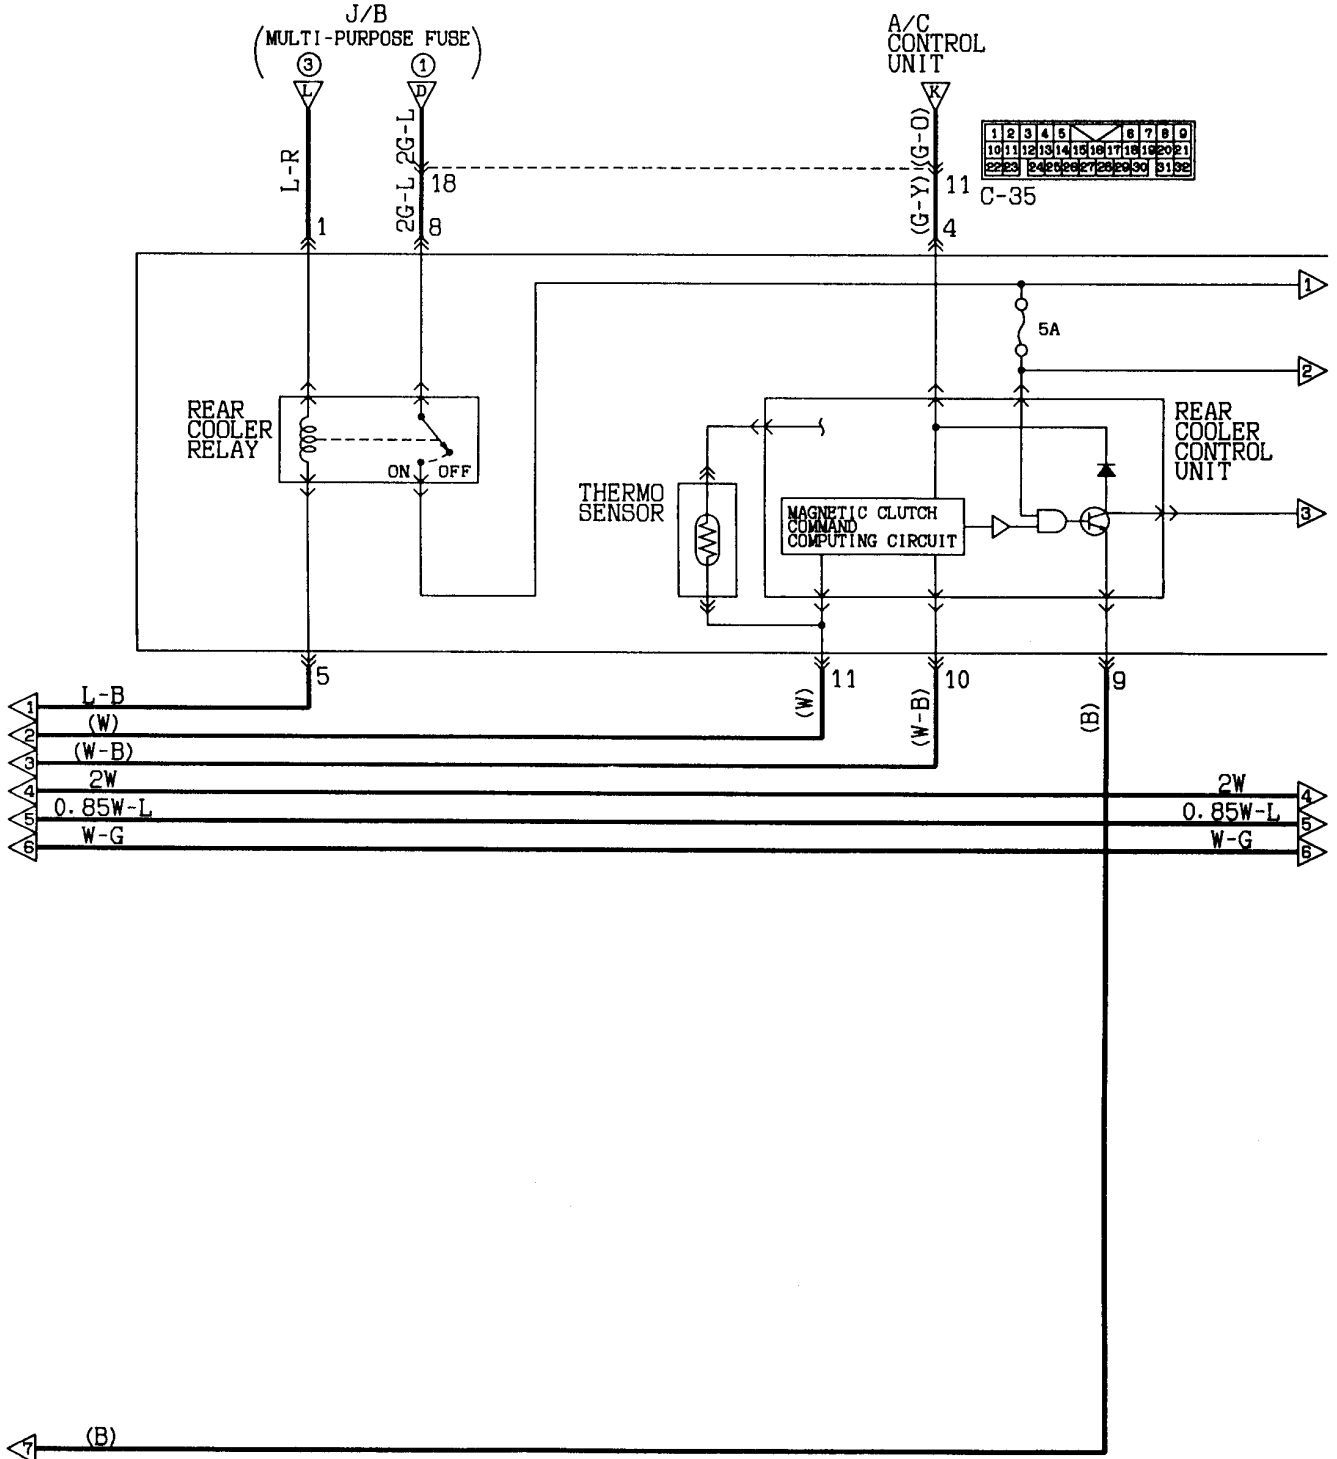 J/B
(MULTI-PURPOSE FUSE)
③ ①
L D
A/C
CONTROL
UNIT
K
L-R
2G-L
2G-L
18
(G-O)
(G-Y)
11
1 2 3 4 5 6 7 8 9
10 11 12 13 14 15 16 17 18 19 20 21
22 23 24 25 26 27 28 29 30 31 32
C-35
1 8 4
1
5A
2
REAR
COOLER
RELAY
ON OFF
THERMO
SENSOR
MAGNETIC CLUTCH
COMMAND
COMPUTING CIRCUIT
REAR
COOLER
CONTROL
UNIT
3
5 11 10 9
(W) (W-B) (B)
1 L-B
2 (W)
3 (W-B)
4 2W 2W 4
5 0.85W-L 0.85W-L 5
6 W-G W-G 6
7 (B)